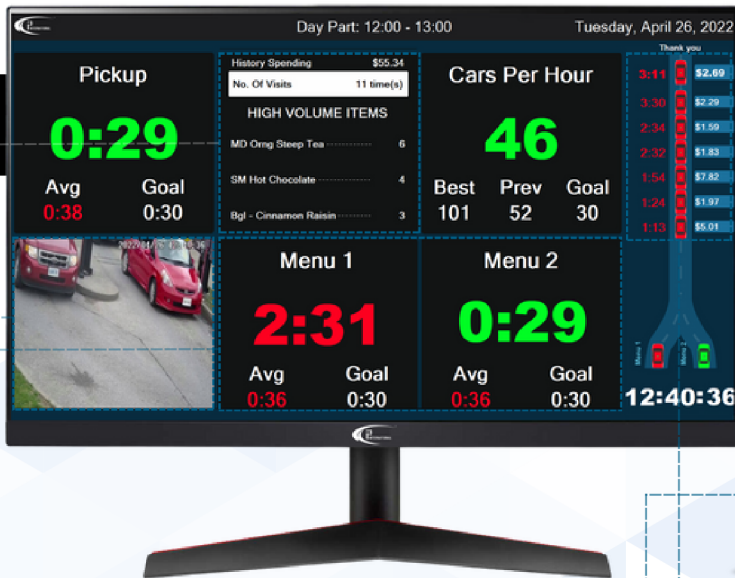 Day Part: 12:00 - 13:00
Tuesday, April 26, 2022
Pickup
0:29
Avg Goal
0:38 0:30
History Spending $55.34
No. Of Visits 11 time(s)
HIGH VOLUME ITEMS
MD Orng Steep Tea 6
SM Hot Chocolate 4
Bgl - Cinnamon Raisin 3
Cars Per Hour
46
Best Prev Goal
101 52 30
Thank you
3:11 $2.69
3:30 $2.29
2:34 $1.59
2:32 $1.83
1:54 $7.82
1:24 $1.97
1:13 $5.01
Menu 1
2:31
Avg Goal
0:36 0:30
Menu 2
0:29
Avg Goal
0:36 0:30
Menu 1
Menu 2
12:40:36